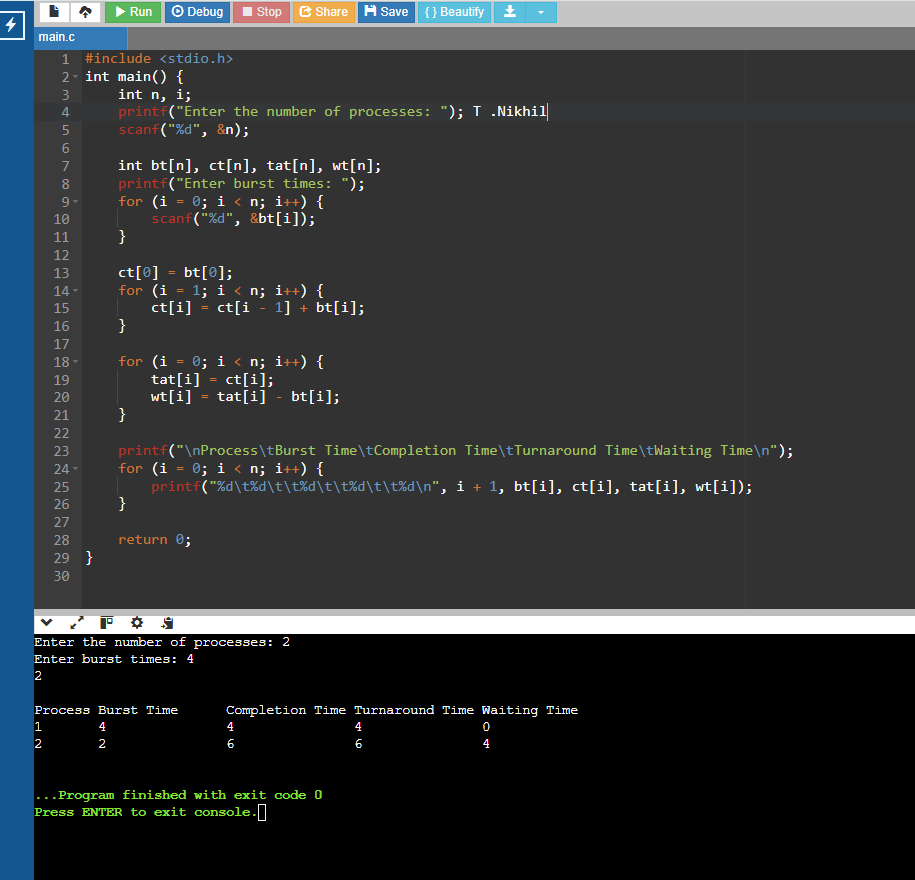 Run Debug Stop Share Save { } Beautify
main.c
1 #include <stdio.h>
2 int main() {
3     int n, i;
4     printf("Enter the number of processes: "); T .Nikhil
5     scanf("%d", &n);
6
7     int bt[n], ct[n], tat[n], wt[n];
8     printf("Enter burst times: ");
9     for (i = 0; i < n; i++) {
10         scanf("%d", &bt[i]);
11     }
12
13     ct[0] = bt[0];
14     for (i = 1; i < n; i++) {
15         ct[i] = ct[i - 1] + bt[i];
16     }
17
18     for (i = 0; i < n; i++) {
19         tat[i] = ct[i];
20         wt[i] = tat[i] - bt[i];
21     }
22
23     printf("\nProcess\tBurst Time\tCompletion Time\tTurnaround Time\tWaiting Time\n");
24     for (i = 0; i < n; i++) {
25         printf("%d\t%d\t\t%d\t\t%d\t\t%d\n", i + 1, bt[i], ct[i], tat[i], wt[i]);
26     }
27
28     return 0;
29 }
30
Enter the number of processes: 2
Enter burst times: 4
2
Process Burst Time      Completion Time Turnaround Time Waiting Time
1       4               4               4               0
2       2               6               6               4
...Program finished with exit code 0
Press ENTER to exit console.